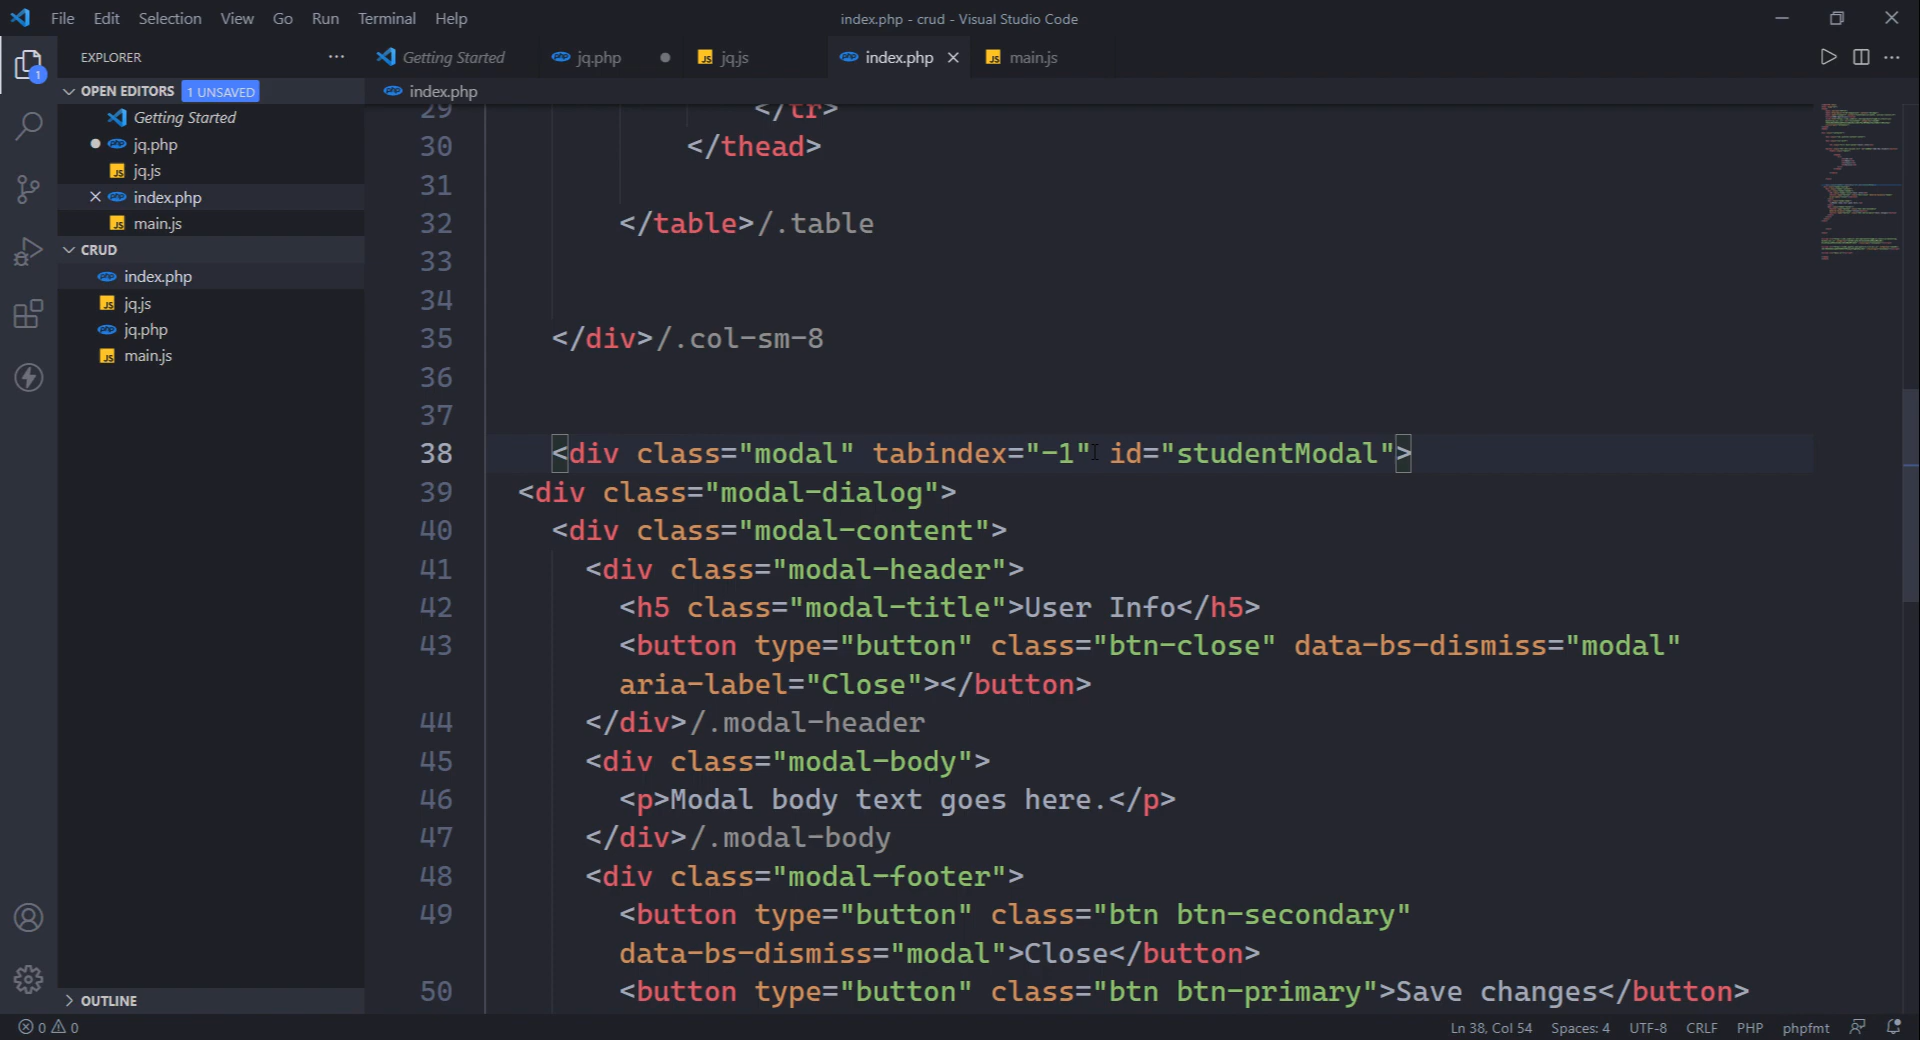 File Edit Selection View Go Run Terminal Help
index.php - crud - Visual Studio Code
EXPLORER
Getting Started
jq.php
jq.js
index.php
main.js
1
OPEN EDITORS 1 UNSAVED
index.php
Getting Started
jq.php
jq.js
index.php
main.js
CRUD
index.php
jq.js
jq.php
main.js
OUTLINE
29 </tr>
30 </thead>
31
32 </table>/.table
33
34
35 </div>/.col-sm-8
36
37
38 <div class="modal" tabindex="-1" id="studentModal">
39 <div class="modal-dialog">
40 <div class="modal-content">
41 <div class="modal-header">
42 <h5 class="modal-title">User Info</h5>
43 <button type="button" class="btn-close" data-bs-dismiss="modal"
aria-label="Close"></button>
44 </div>/.modal-header
45 <div class="modal-body">
46 <p>Modal body text goes here.</p>
47 </div>/.modal-body
48 <div class="modal-footer">
49 <button type="button" class="btn btn-secondary"
data-bs-dismiss="modal">Close</button>
50 <button type="button" class="btn btn-primary">Save changes</button>
0 0
Ln 38, Col 54 Spaces: 4 UTF-8 CRLF PHP phpfmt